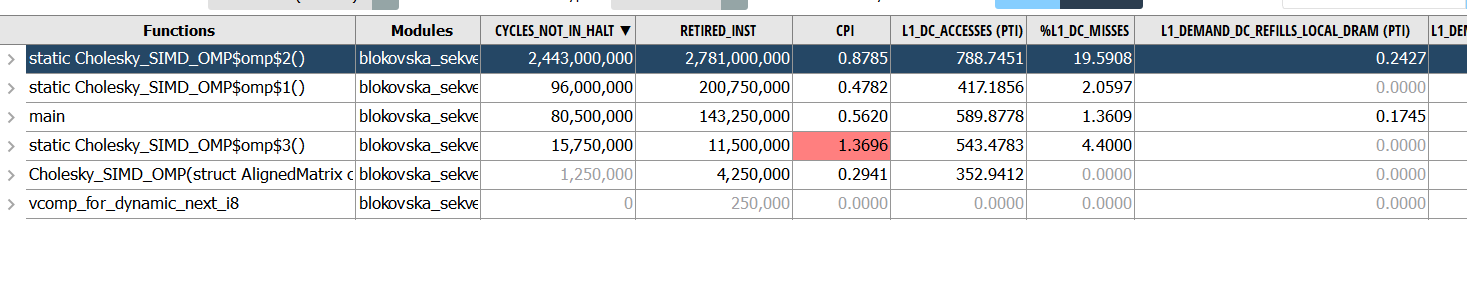 Functions Modules CYCLES_NOT_IN_HALT ▼ RETIRED_INST CPI L1_DC_ACCESSES (PTI) %L1_DC_MISSES L1_DEMAND_DC_REFILLS_LOCAL_DRAM (PTI) L1_DEM
static Cholesky_SIMD_OMP$omp$2() blokovska_sekve 2,443,000,000 2,781,000,000 0.8785 788.7451 19.5908 0.2427
static Cholesky_SIMD_OMP$omp$1() blokovska_sekve 96,000,000 200,750,000 0.4782 417.1856 2.0597 0.0000
main blokovska_sekve 80,500,000 143,250,000 0.5620 589.8778 1.3609 0.1745
static Cholesky_SIMD_OMP$omp$3() blokovska_sekve 15,750,000 11,500,000 1.3696 543.4783 4.4000 0.0000
Cholesky_SIMD_OMP(struct AlignedMatrix c blokovska_sekve 1,250,000 4,250,000 0.2941 352.9412 0.0000 0.0000
vcomp_for_dynamic_next_i8 blokovska_sekve 0 250,000 0.0000 0.0000 0.0000 0.0000